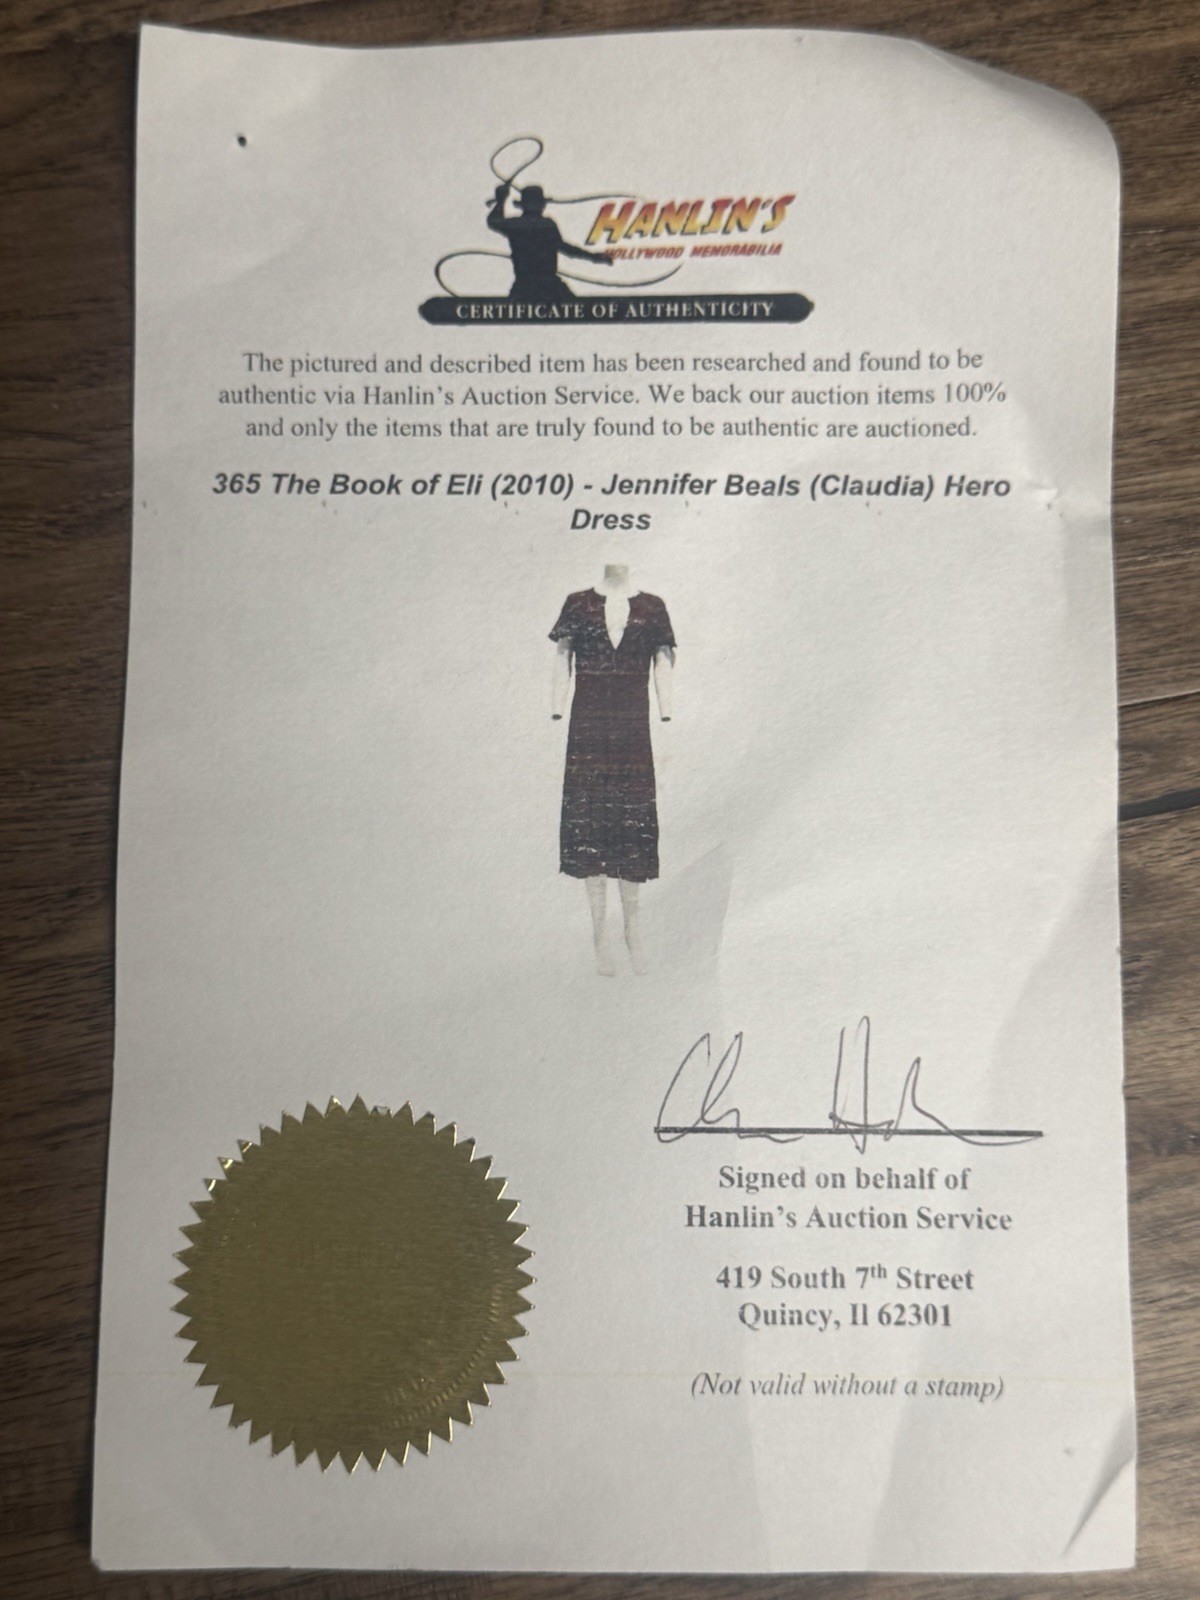 HANLIN'S
HOLLYWOOD MEMORABILIA
CERTIFICATE OF AUTHENTICITY
The pictured and described item has been researched and found to be
authentic via Hanlin's Auction Service. We back our auction items 100%
and only the items that are truly found to be authentic are auctioned.
365 The Book of Eli (2010) - Jennifer Beals (Claudia) Hero
Dress
Signed on behalf of
Hanlin's Auction Service
419 South 7th Street
Quincy, Il 62301
(Not valid without a stamp)